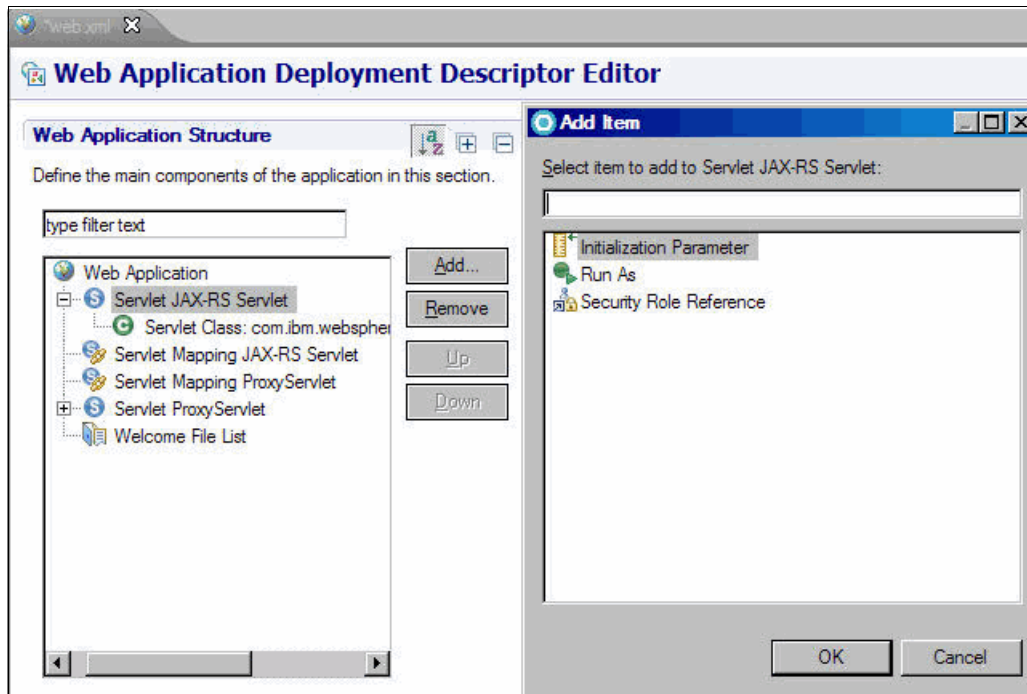 *web.xml
Web Application Deployment Descriptor Editor
Web Application Structure
Define the main components of the application in this section.
type filter text
Web Application
Servlet JAX-RS Servlet
Servlet Class: com.ibm.webspher
Servlet Mapping JAX-RS Servlet
Servlet Mapping ProxyServlet
Servlet ProxyServlet
Welcome File List
Add...
Remove
Up
Down
Add Item
Select item to add to Servlet JAX-RS Servlet:
Initialization Parameter
Run As
Security Role Reference
OK
Cancel